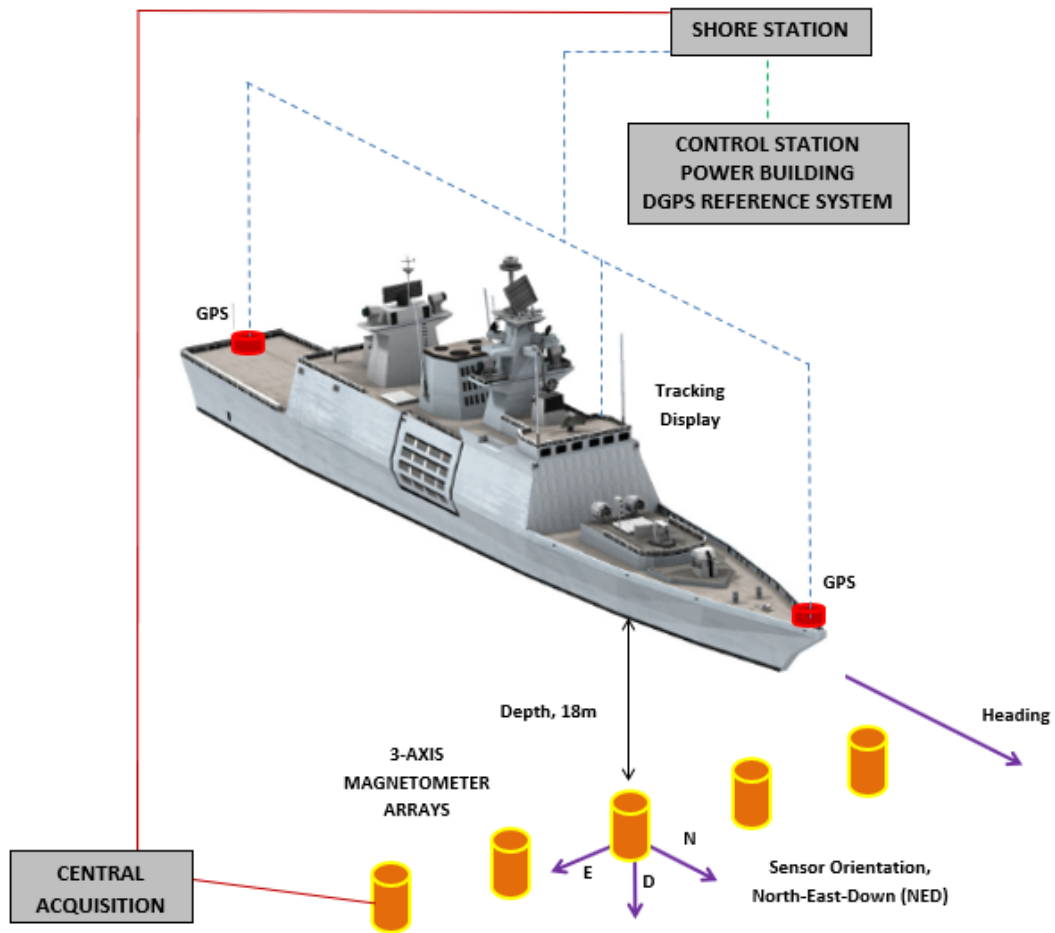 SHORE STATION
CONTROL STATION
POWER BUILDING
DGPS REFERENCE SYSTEM
GPS
Tracking
Display
GPS
Depth, 18m
Heading
3-AXIS
MAGNETOMETER
ARRAYS
N
E
D
Sensor Orientation,
North-East-Down (NED)
CENTRAL
ACQUISITION